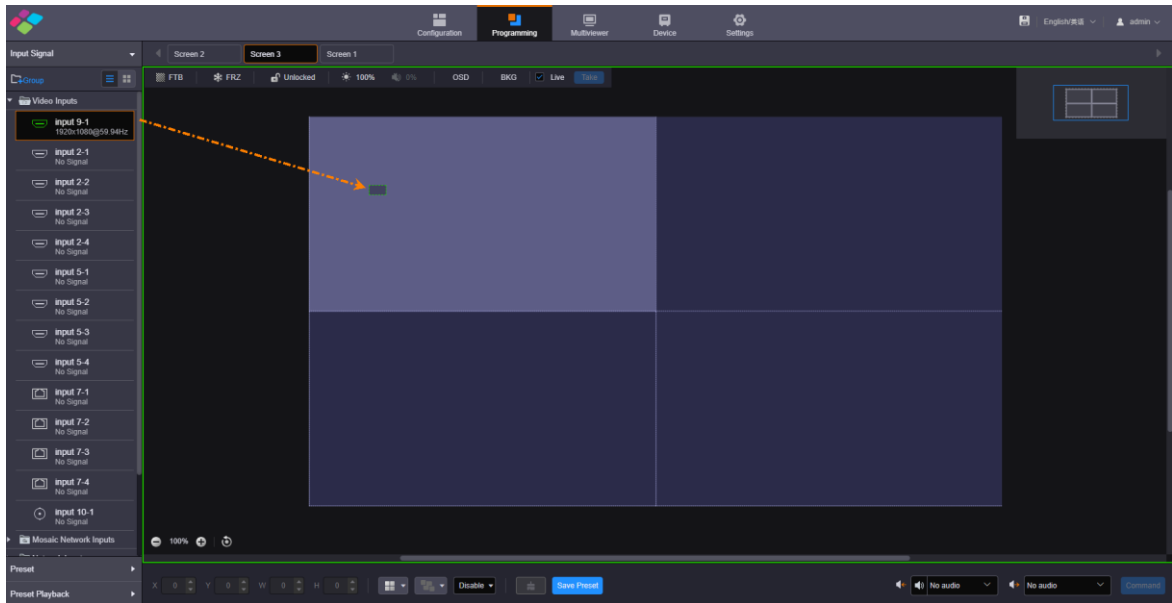 Configuration
Programming
Multiviewer
Device
Settings
English/英语
admin
Input Signal
Screen 2
Screen 3
Screen 1
Group
FTB
FRZ
Unlocked
100%
0%
OSD
BKG
Live
Take
Video Inputs
input 9-1
1920x1080@59.94Hz
input 2-1
No Signal
input 2-2
No Signal
input 2-3
No Signal
input 2-4
No Signal
input 5-1
No Signal
input 5-2
No Signal
input 5-3
No Signal
input 5-4
No Signal
input 7-1
No Signal
input 7-2
No Signal
input 7-3
No Signal
input 7-4
No Signal
input 10-1
No Signal
Mosaic Network Inputs
100%
Preset
Preset Playback
X 0 Y 0 W 0 H 0
Disable
Save Preset
No audio
No audio
Command